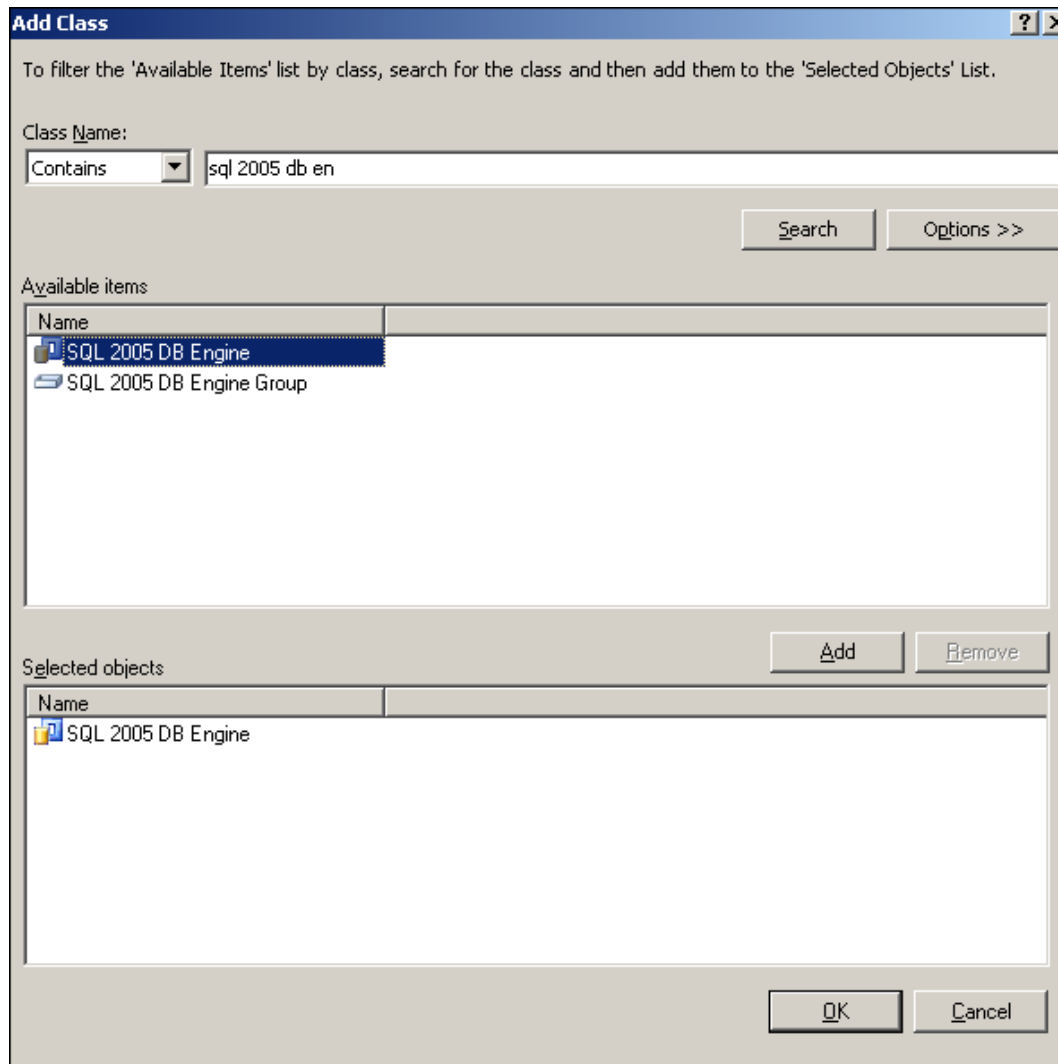 Add Class
To filter the 'Available Items' list by class, search for the class and then add them to the 'Selected Objects' List.
Class Name:
Contains sql 2005 db en
Search Options >>
Available items
Name
SQL 2005 DB Engine
SQL 2005 DB Engine Group
Add Remove
Selected objects
Name
SQL 2005 DB Engine
OK Cancel